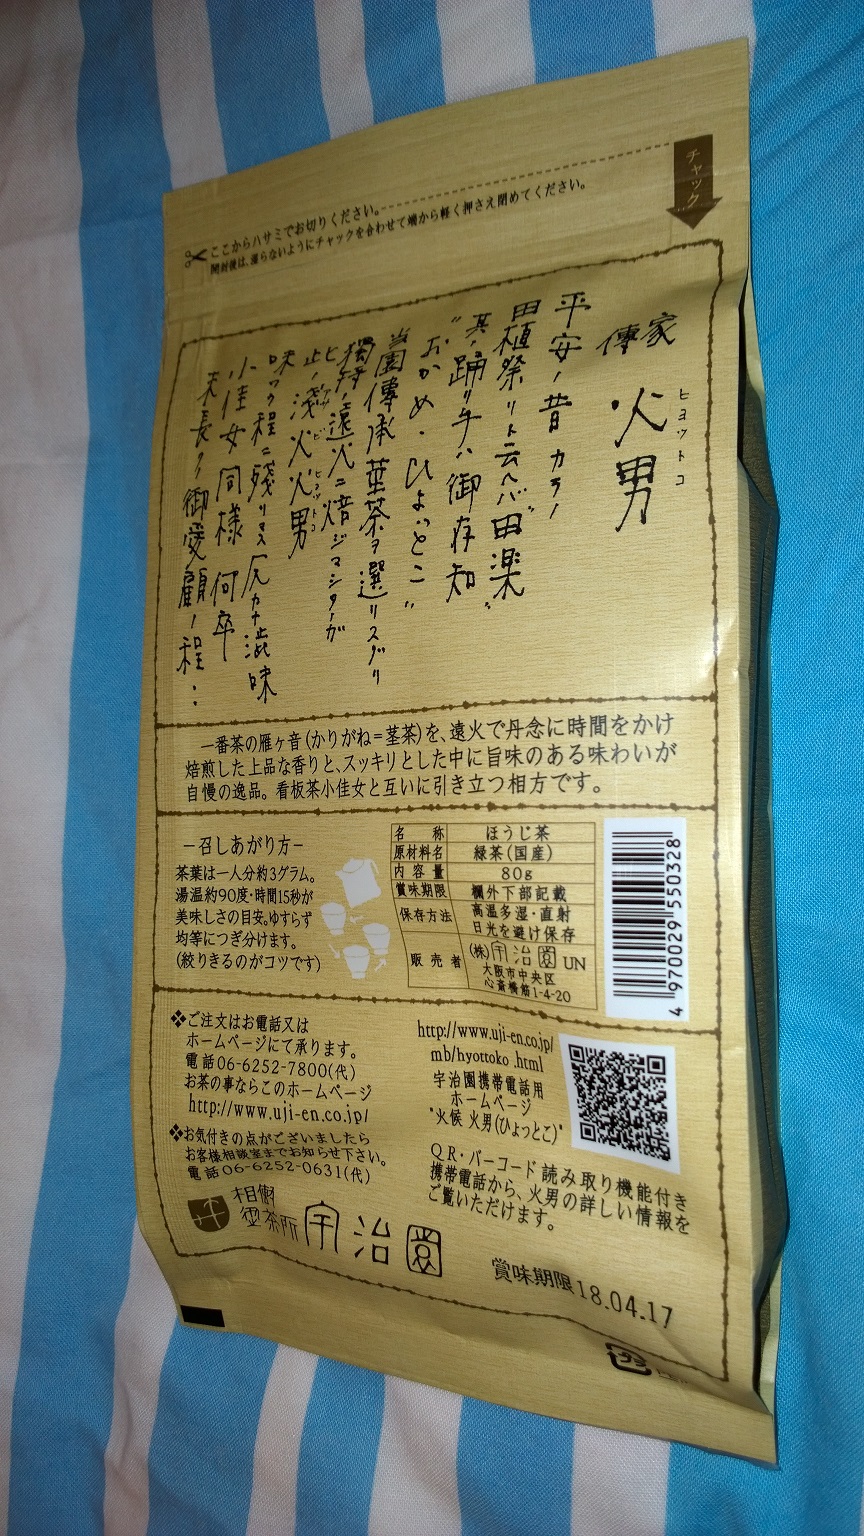 チャック
ここからハサミでお切りください。
開封後は、湿らないようにチャックを合わせて端から軽く押さえ閉めてください。
傳家
火男
ヒョットコ
平安ノ昔カラノ
田植祭リト云ヘバ“田楽”
其ノ踊リ手ハ御存知
“おかめ・ひょっとこ”
当園傳承茎茶ヲ選リスグリ
獨特ノ遠火ニ焙ジマシタガ
止ノ浅火火男
ヒョットコ
味ワウ程ニ残リマス仄カナ渋味
小佳女同様何卒
末長ク御愛顧ノ程‥
一番茶の雁ヶ音(かりがね=茎茶)を、遠火で丹念に時間をかけ
焙煎した上品な香りと、スッキリとした中に旨味のある味わいが
自慢の逸品。看板茶小佳女と互いに引き立つ相方です。
−召しあがり方−
茶葉は一人分約3グラム。
湯温約90度・時間15秒が
美味しさの目安。ゆすらず
均等につぎ分けます。
(絞りきるのがコツです)
名称 ほうじ茶
原材料名 緑茶(国産)
内容量 80g
賞味期限 欄外下部記載
保存方法 高温多湿・直射
日光を避け保存
販売者 (株)宇治園 UN
大阪市中央区
心斎橋筋1-4-20
4 970029 550328
❖ご注文はお電話又は
ホームページにて承ります。
電話06-6252-7800(代)
お茶の事ならこのホームページ
http://www.uji-en.co.jp/
❖お気付きの点がございましたら
お客様相談室までお知らせ下さい。
電話06-6252-0631(代)
http://www.uji-en.co.jp/
mb/hyottoko.html
宇治園携帯電話用
ホームページ
“火候 火男(ひょっとこ)”
QR・バーコード読み取り機能付き
携帯電話から、火男の詳しい情報を
ご覧いただけます。
宇治園
賞味期限18.04.17